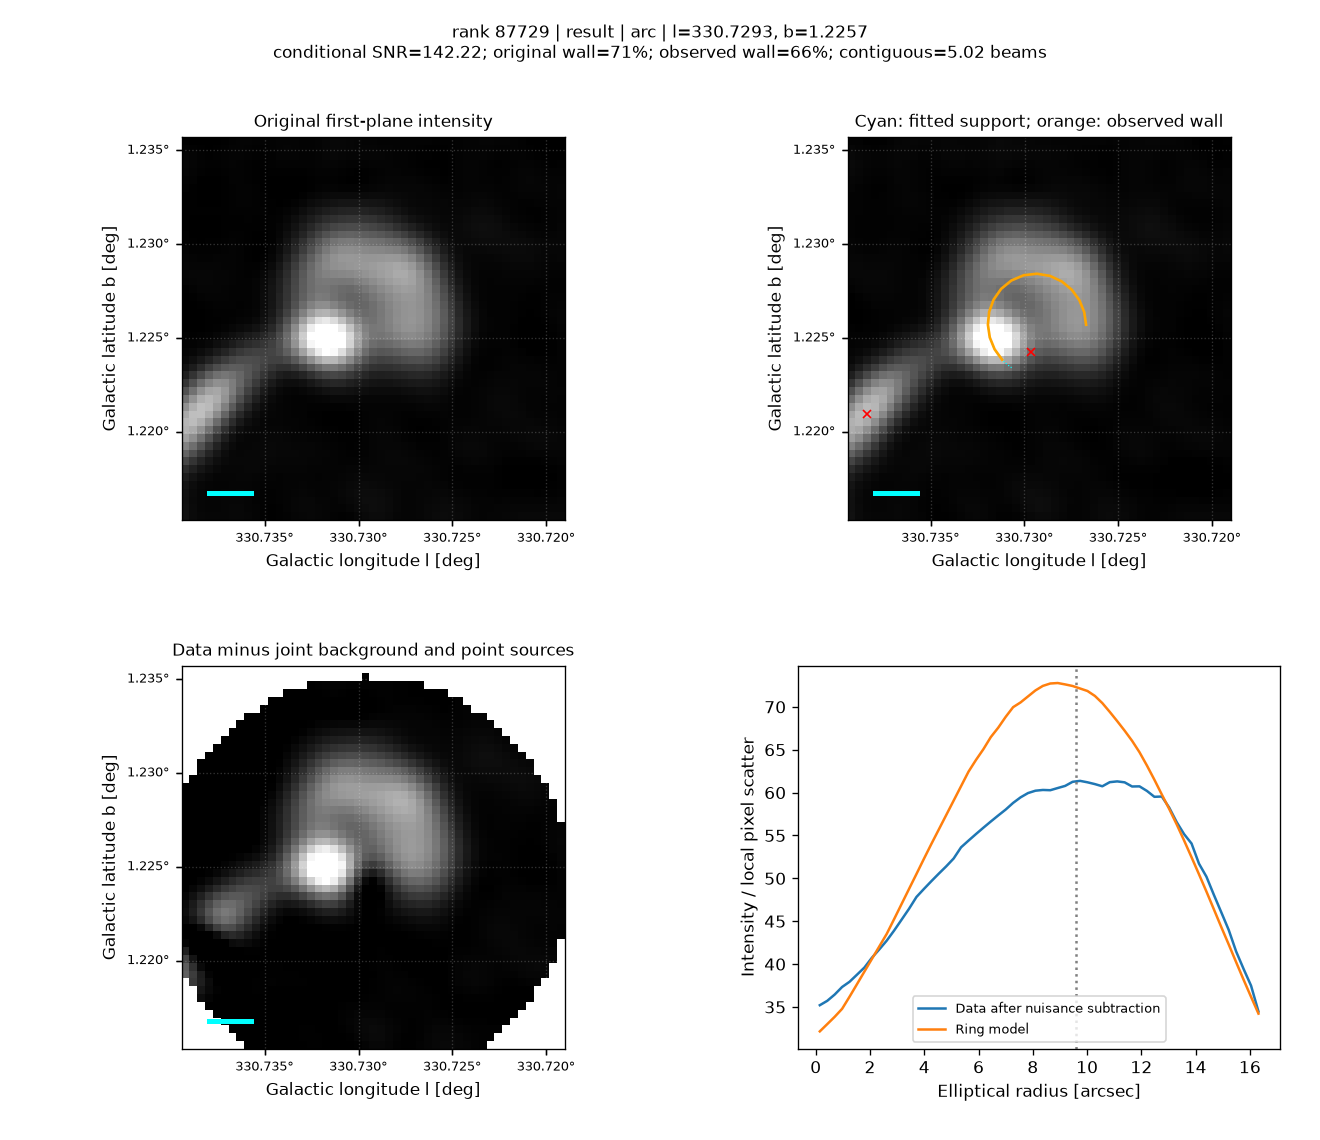 rank 87729 | result | arc | l=330.7293, b=1.2257
conditional SNR=142.22; original wall=71%; observed wall=66%; contiguous=5.02 beams
Original first-plane intensity
1.235°
1.230°
1.225°
1.220°
Galactic latitude b [deg]
330.735°
330.730°
330.725°
330.720°
Galactic longitude l [deg]
Cyan: fitted support; orange: observed wall
1.235°
1.230°
1.225°
1.220°
Galactic latitude b [deg]
330.735°
330.730°
330.725°
330.720°
Galactic longitude l [deg]
Data minus joint background and point sources
1.235°
1.230°
1.225°
1.220°
Galactic latitude b [deg]
330.735°
330.730°
330.725°
330.720°
Galactic longitude l [deg]
70
65
60
55
50
45
40
35
Intensity / local pixel scatter
Data after nuisance subtraction
Ring model
0
2
4
6
8
10
12
14
16
Elliptical radius [arcsec]